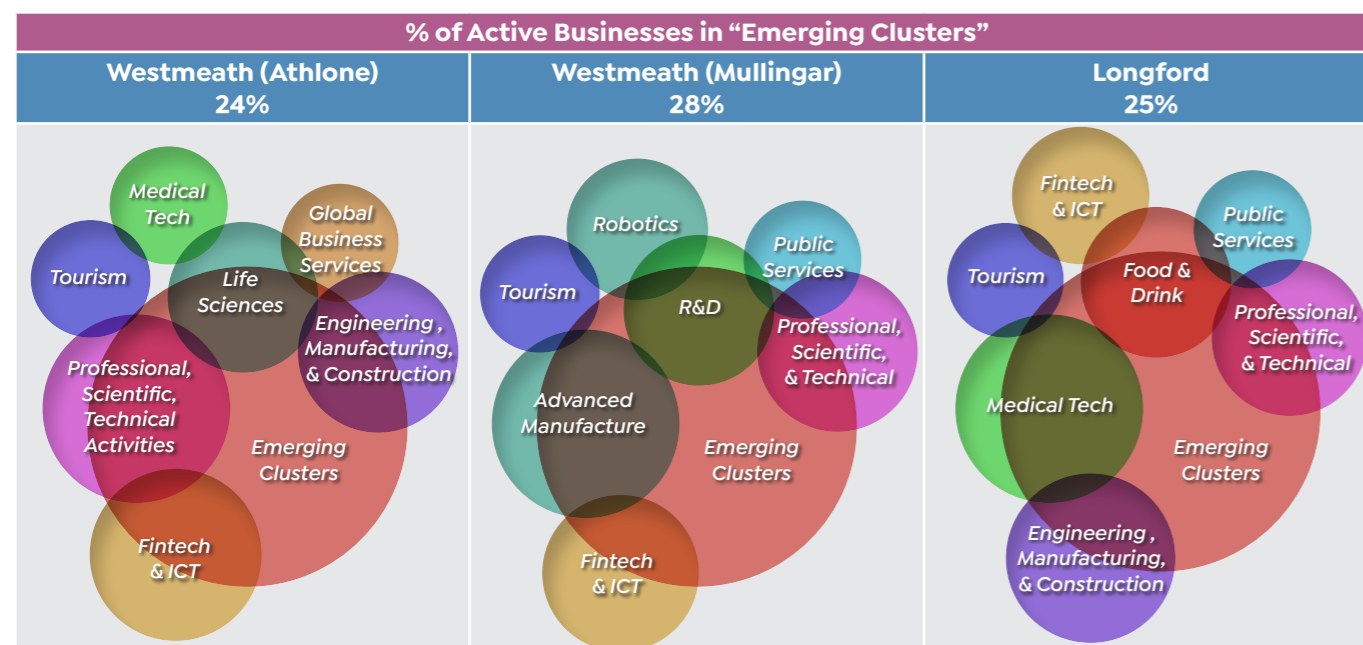 % of Active Businesses in “Emerging Clusters”
Westmeath (Athlone)
24%
Westmeath (Mullingar)
28%
Longford
25%
Medical
Tech
Global
Business
Services
Tourism
Life
Sciences
Engineering ,
Manufacturing,
& Construction
Professional,
Scientific,
Technical
Activities
Emerging
Clusters
Fintech
& ICT
Robotics
Public
Services
Tourism
R&D
Professional,
Scientific,
& Technical
Advanced
Manufacture
Emerging
Clusters
Fintech
& ICT
Fintech
& ICT
Public
Services
Tourism
Food &
Drink
Professional,
Scientific,
& Technical
Medical Tech
Emerging
Clusters
Engineering ,
Manufacturing,
& Construction